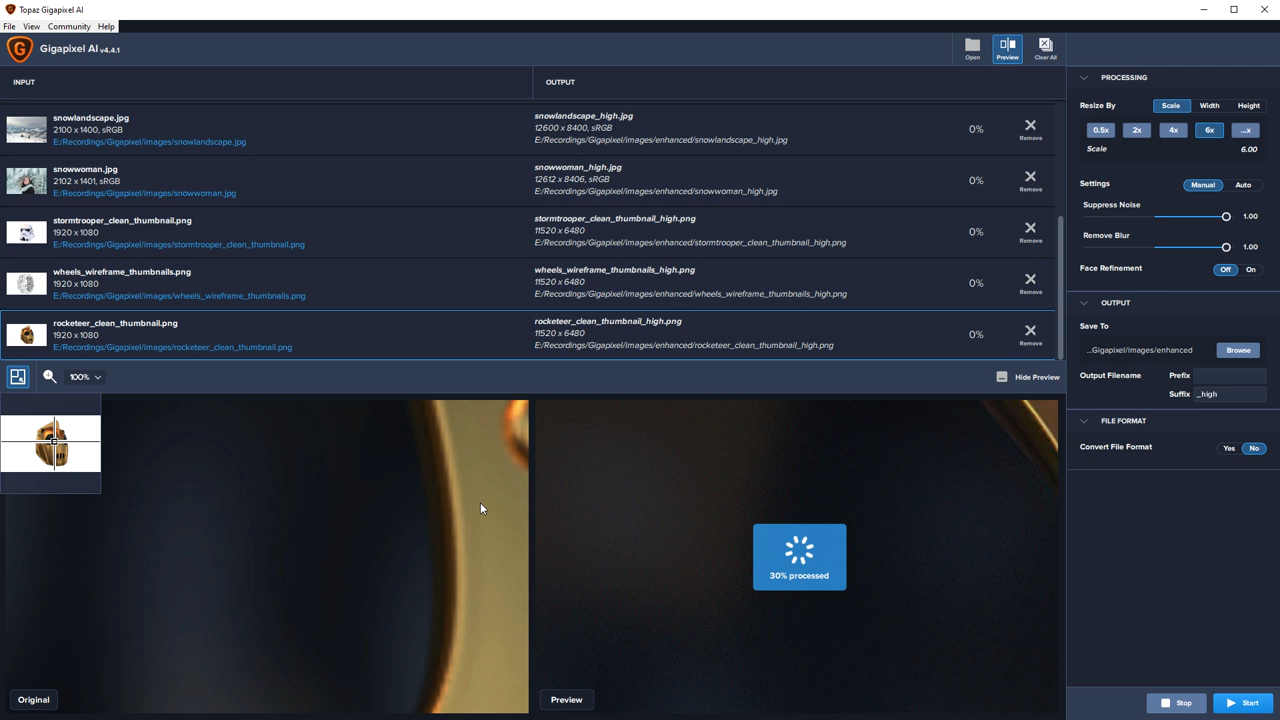 Topaz Gigapixel AI
File View Community Help
Gigapixel AI v4.4.1
Open Preview Clear All
INPUT OUTPUT
snowlandscape.jpg
2100 x 1400, sRGB
E:/Recordings/Gigapixel/images/snowlandscape.jpg
snowlandscape_high.jpg
12600 x 8400, sRGB
E:/Recordings/Gigapixel/images/enhanced/snowlandscape_high.jpg
0%
Remove
snowwoman.jpg
2102 x 1401, sRGB
E:/Recordings/Gigapixel/images/snowwoman.jpg
snowwoman_high.jpg
12612 x 8406, sRGB
E:/Recordings/Gigapixel/images/enhanced/snowwoman_high.jpg
0%
Remove
stormtrooper_clean_thumbnail.png
1920 x 1080
E:/Recordings/Gigapixel/images/stormtrooper_clean_thumbnail.png
stormtrooper_clean_thumbnail_high.png
11520 x 6480
E:/Recordings/Gigapixel/images/enhanced/stormtrooper_clean_thumbnail_high.png
0%
Remove
wheels_wireframe_thumbnails.png
1920 x 1080
E:/Recordings/Gigapixel/images/wheels_wireframe_thumbnails.png
wheels_wireframe_thumbnails_high.png
11520 x 6480
E:/Recordings/Gigapixel/images/enhanced/wheels_wireframe_thumbnails_high.png
0%
Remove
rocketeer_clean_thumbnail.png
1920 x 1080
E:/Recordings/Gigapixel/images/rocketeer_clean_thumbnail.png
rocketeer_clean_thumbnail_high.png
11520 x 6480
E:/Recordings/Gigapixel/images/enhanced/rocketeer_clean_thumbnail_high.png
0%
Remove
100% Hide Preview
30% processed
Original
Preview
PROCESSING
Resize By Scale Width Height
0.5x 2x 4x 6x ...x
Scale 6.00
Settings Manual Auto
Suppress Noise 1.00
Remove Blur 1.00
Face Refinement Off On
OUTPUT
Save To
...Gigapixel/images/enhanced Browse
Output Filename Prefix
Suffix _high
FILE FORMAT
Convert File Format Yes No
Stop Start